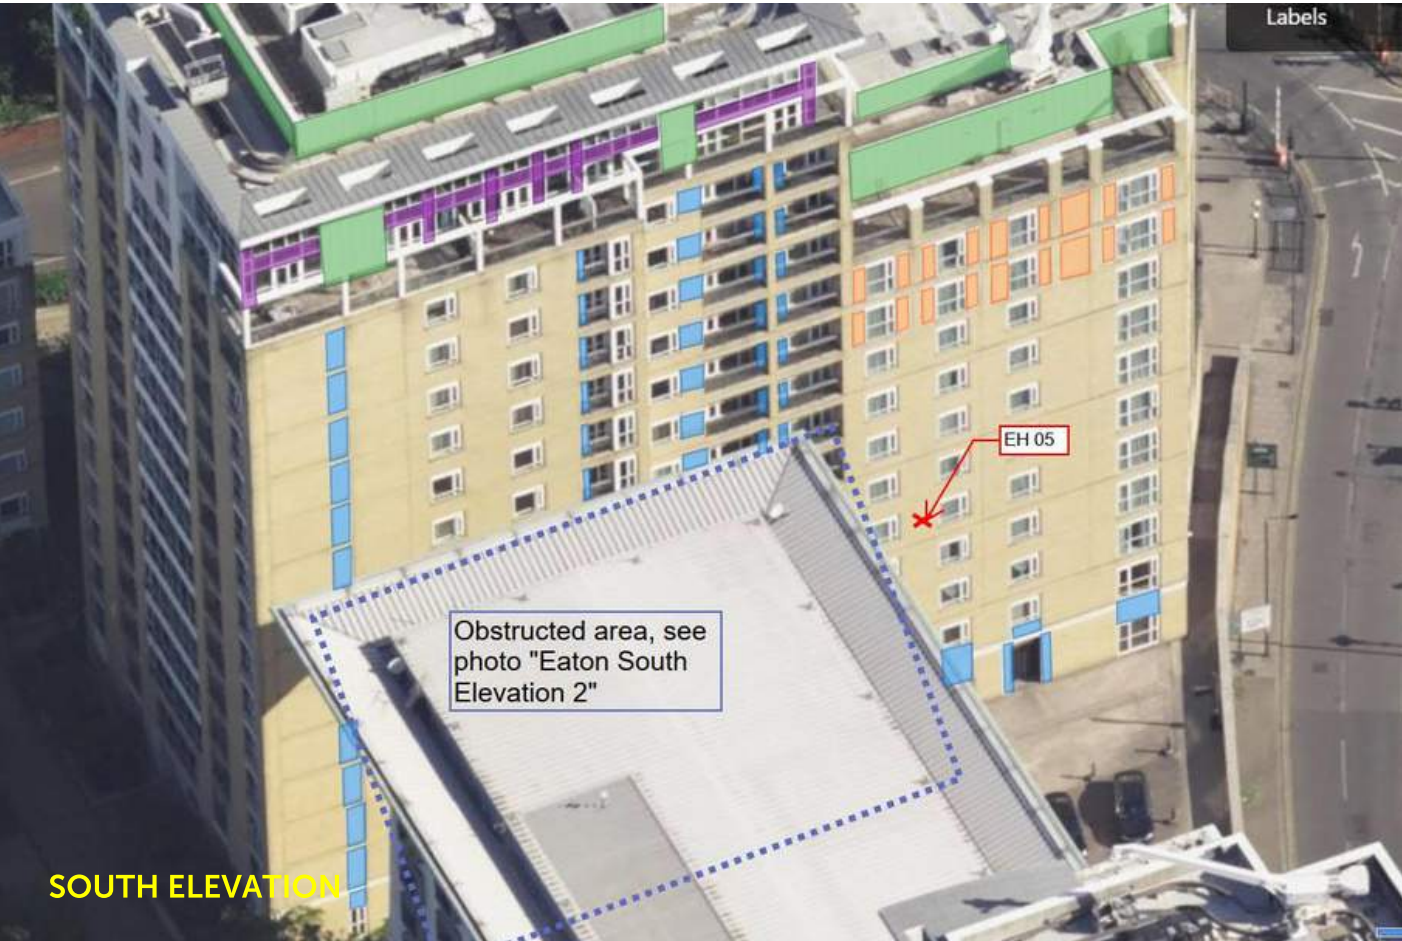 Labels
EH 05
Obstructed area, see
photo "Eaton South
Elevation 2"
SOUTH ELEVATION